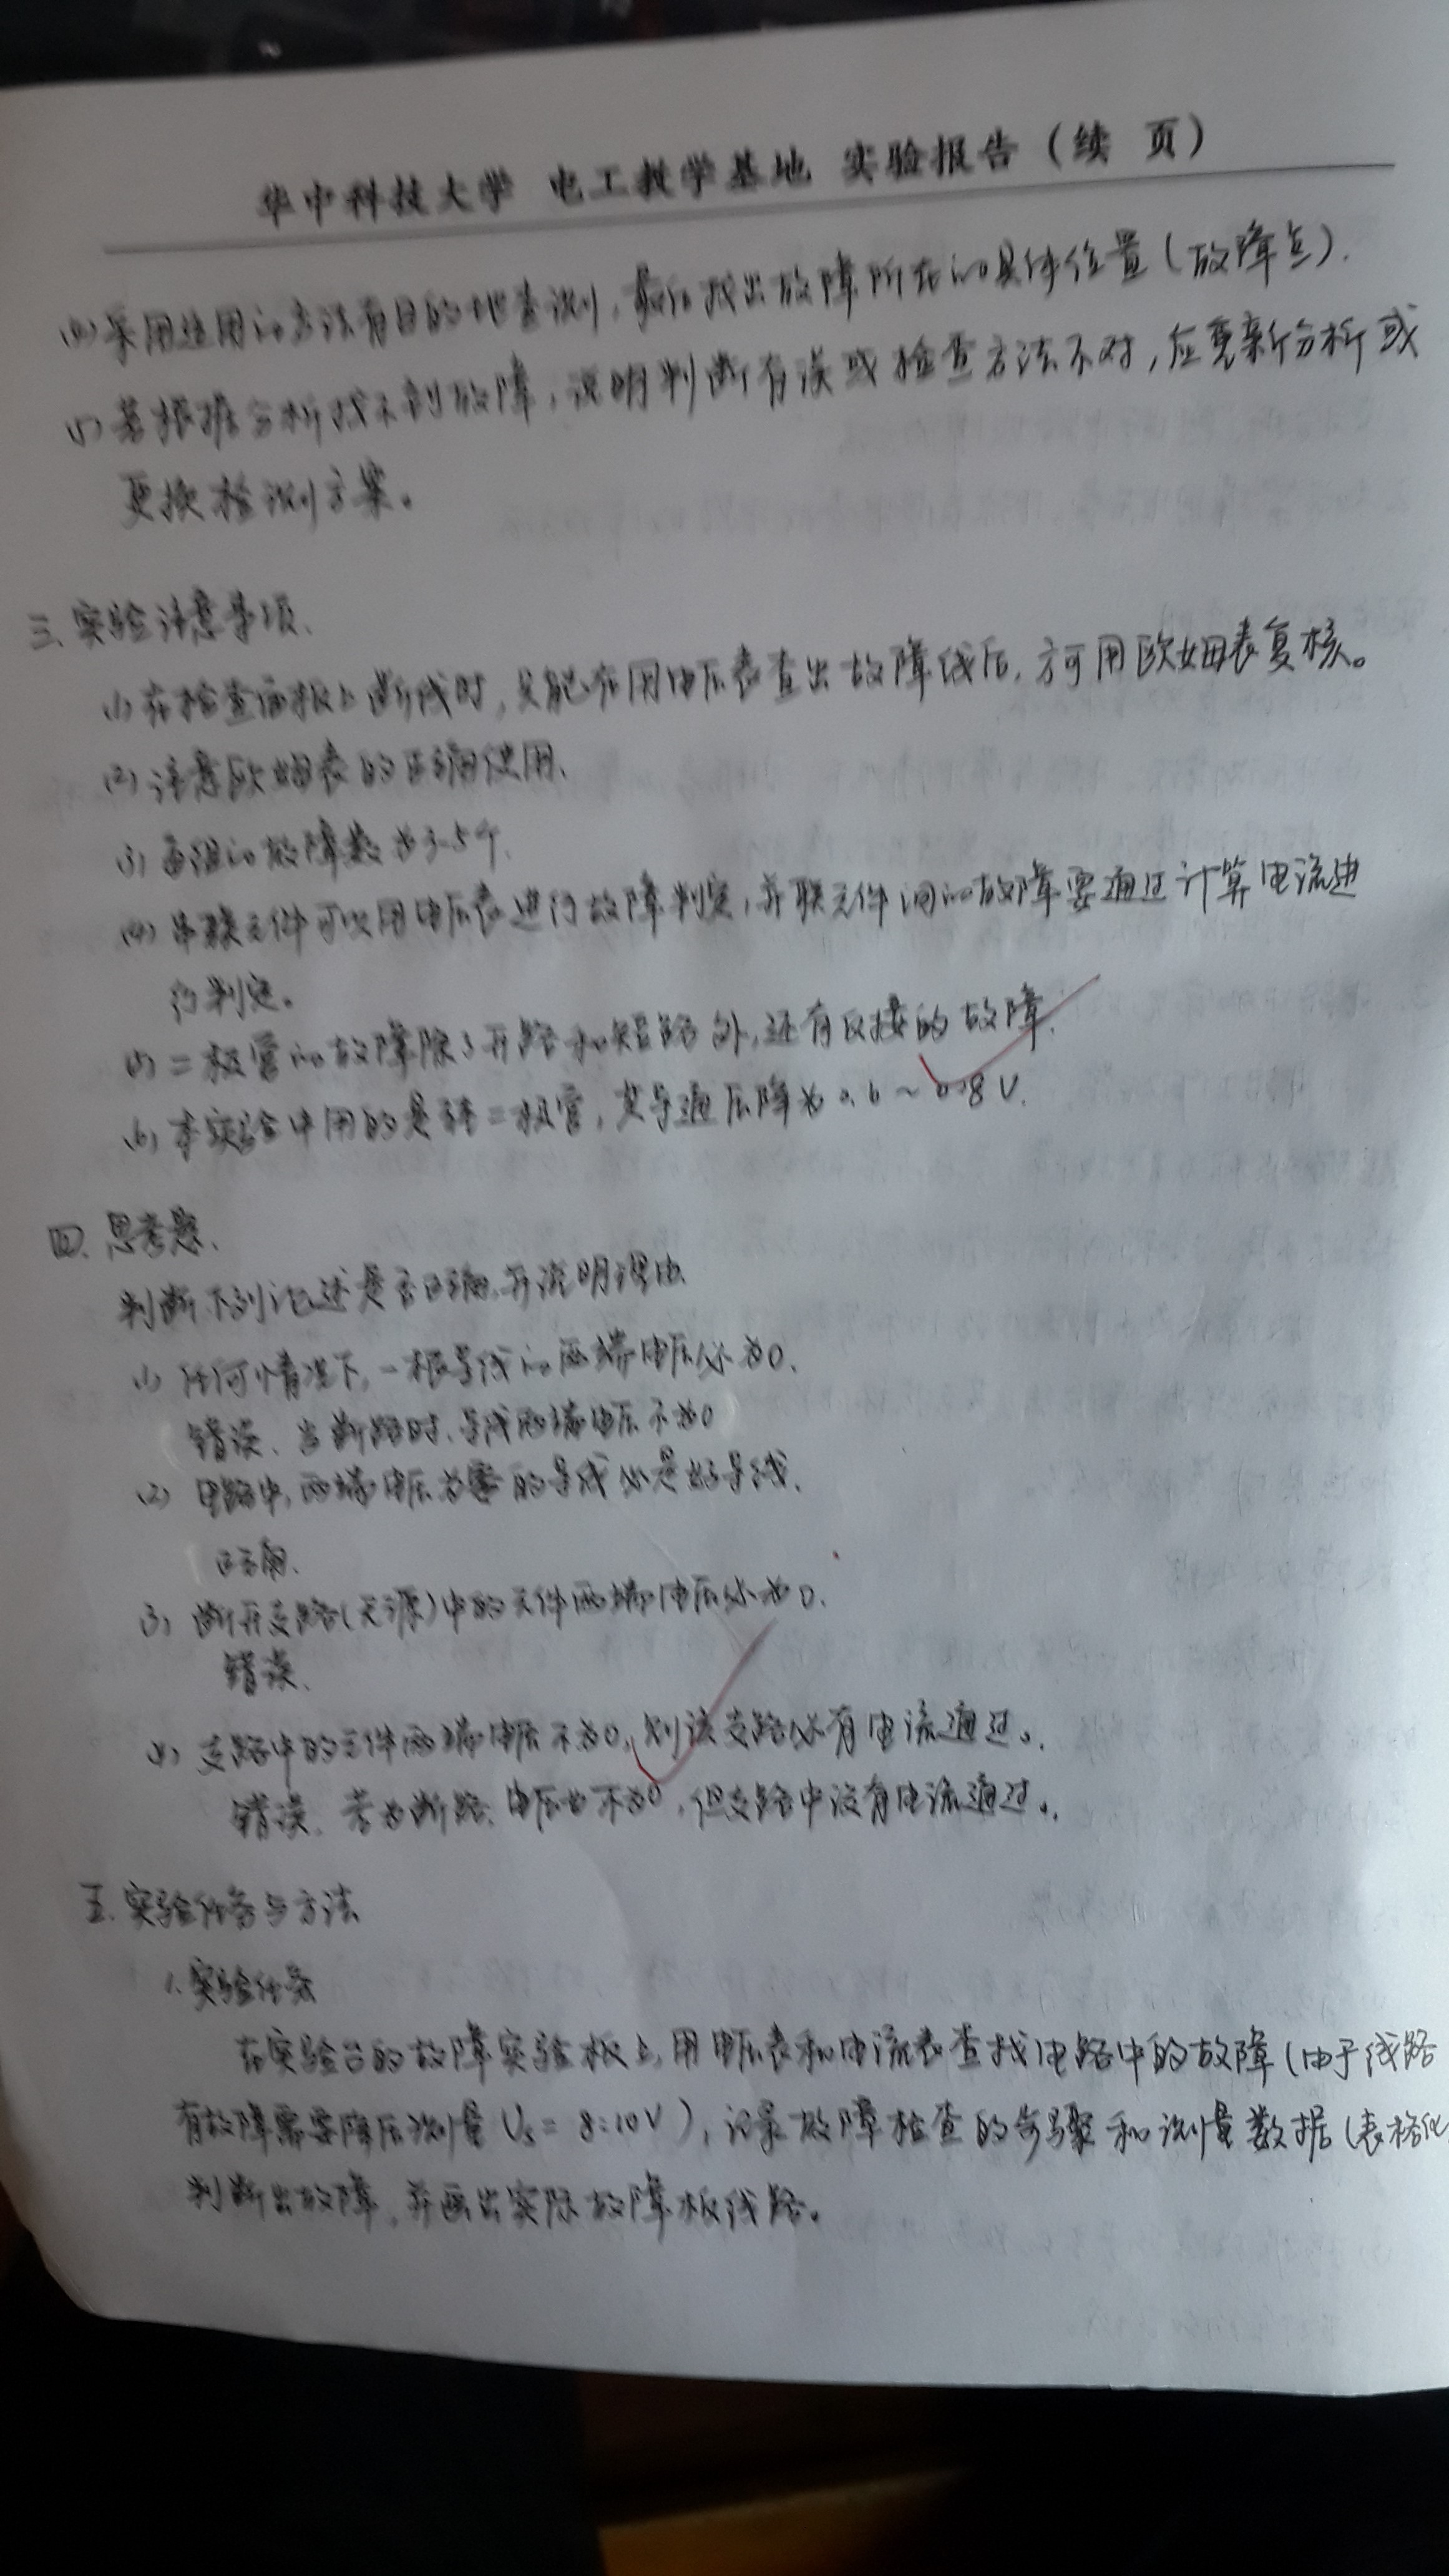 华中科技大学 电工教学基地 实验报告（续 页）
(4) 采用适用的方法有目的地查测，最后找出故障所在的具体位置（故障点）.
(5) 若根据分析找不到故障，说明判断有误或检查方法不对，应重新分析或
更换检测方案。
三. 实验注意事项.
(1) 在检查面板上断线时，只能在用电压表查出故障线后，方可用欧姆表复核。
(2) 注意欧姆表的正确使用.
(3) 每组的故障数为3-5个.
(4) 串联元件可以用电压表进行故障判定，并联元件间的故障要通过计算电流进
行判定。
(5) 二极管的故障除了开路和短路外，还有反接的故障.
(6) 本实验中用的是硅二极管，其导通压降为0.6～0.8V.
四. 思考题.
判断下列论述是否正确，并说明理由.
(1) 任何情况下，一根导线的两端电压必为0.
错误、当断路时、导线两端电压不为0
(2) 电路中，两端电压为零的导线必是好导线.
正确.
(3) 断开支路(无源)中的元件两端电压必为0.
错误.
(4) 支路中的元件两端电压不为0，则该支路必有电流通过。.
错误. 若为断路，电压也不为0，但支路中没有电流通过。.
五. 实验任务与方法
1. 实验任务
在实验台的故障实验板上，用电压表和电流表查找电路中的故障（由于线路
有故障需要降压测量 Us = 8:10V），记录故障检查的步骤和测量数据（表格化
判断出故障，并画出实际故障板线路。